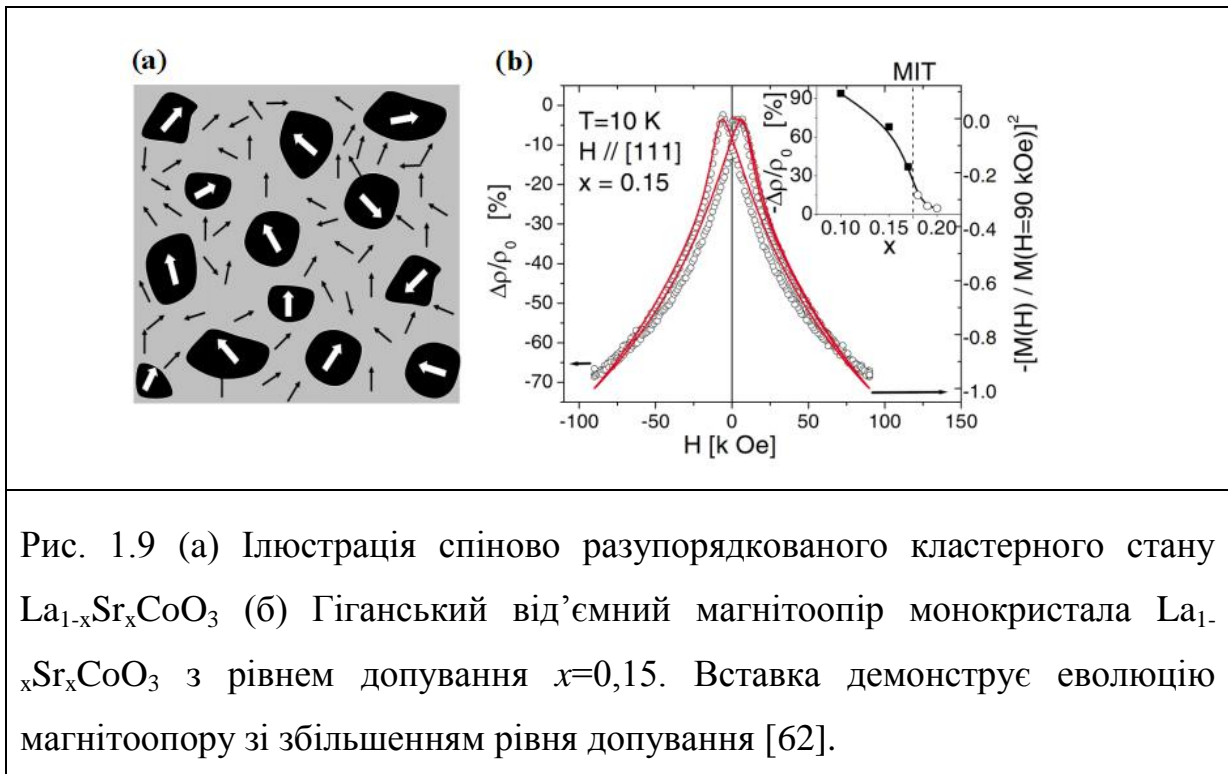 (a)
(b)
MIT
T=10 K
H // [111]
x = 0.15
Δρ/ρ₀ [%]
0
-10
-20
-30
-40
-50
-60
-70
-100
-50
0
50
100
150
H [k Oe]
-Δρ/ρ₀ [%]
90
60
30
0
0.10
0.15
0.20
x
0.0
-0.2
-0.4
-0.6
-0.8
-1.0
-[M(H) / M(H=90 kOe)]²
Рис. 1.9 (а) Ілюстрація спіново разупорядкованого кластерного стану
La₁₋ₓSrₓCoO₃ (б) Гіганський від’ємний магнітоопір монокристала La₁₋
ₓSrₓCoO₃ з рівнем допування x=0,15. Вставка демонструє еволюцію
магнітоопору зі збільшенням рівня допування [62].